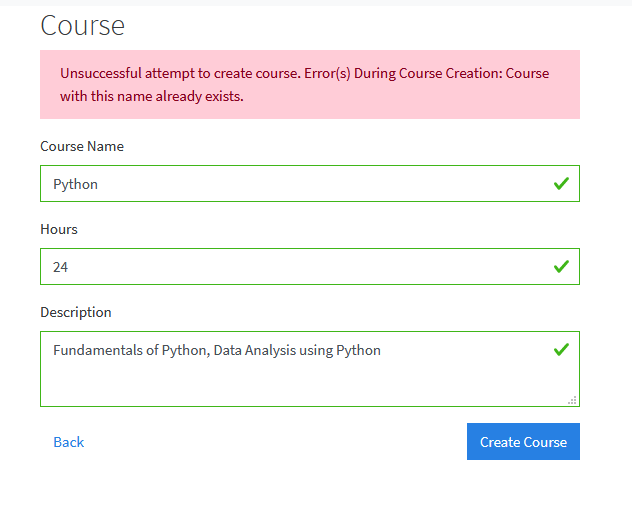 Course
Unsuccessful attempt to create course. Error(s) During Course Creation: Course
with this name already exists.
Course Name
Python
Hours
24
Description
Fundamentals of Python, Data Analysis using Python
Back
Create Course